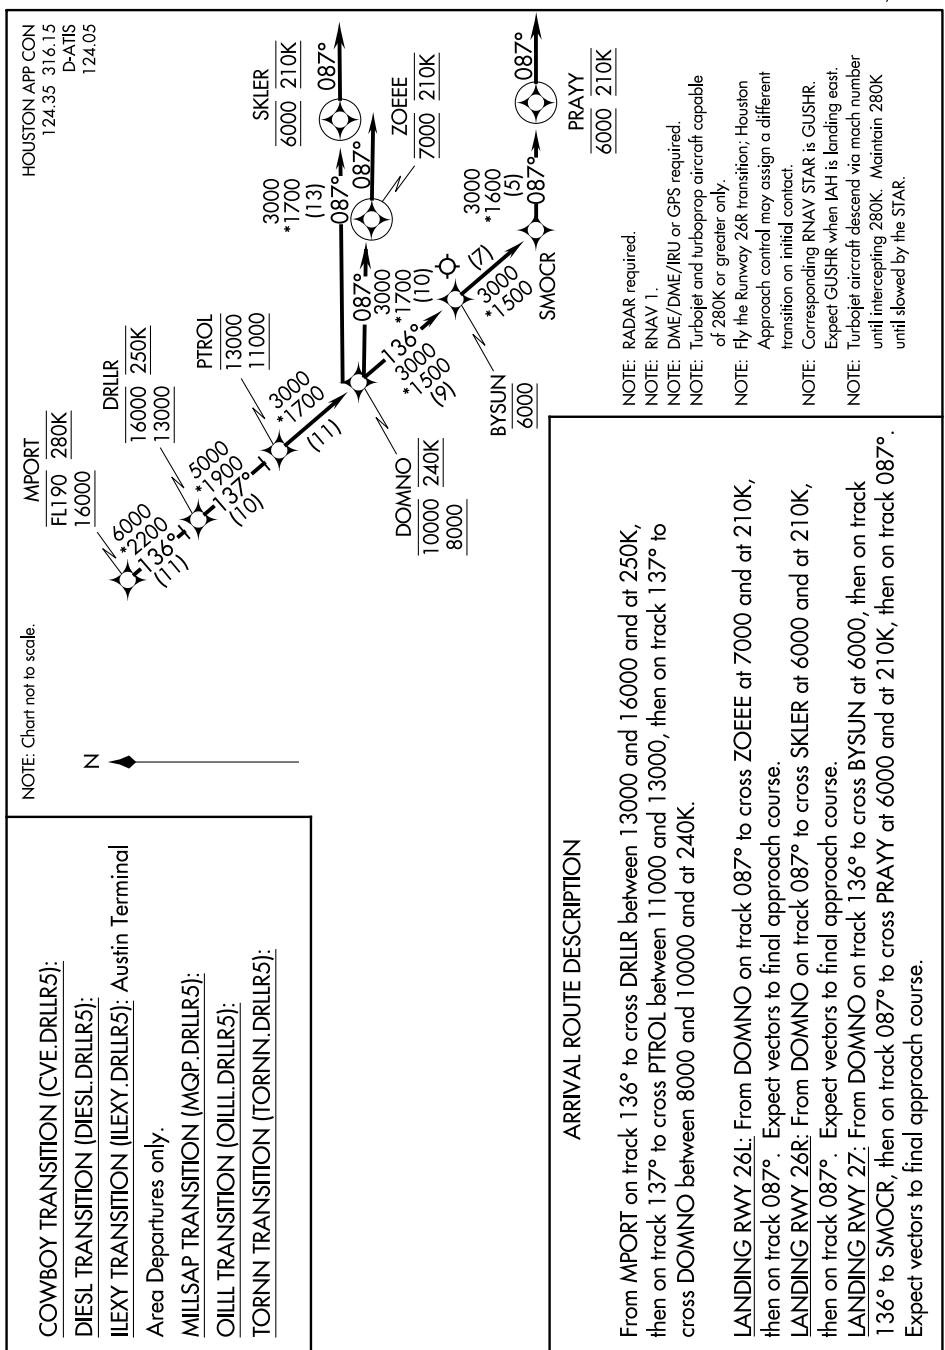 COWBOY TRANSITION (CVE.DRLLR5):
DIESL TRANSITION (DIESL.DRLLR5):
ILEXY TRANSITION (ILEXY.DRLLR5): Austin Terminal
Area Departures only.
MILLSAP TRANSITION (MQP.DRLLR5):
OILLL TRANSITION (OILLL.DRLLR5):
TORNN TRANSITION (TORNN.DRLLR5):
NOTE: Chart not to scale.
N
HOUSTON APP CON
124.35 316.15
D-ATIS
124.05
MPORT
FL190 280K
16000
6000
*2200
136°
(11)
DRLLR
16000 250K
13000
5000
*1900
137°
(10)
PTROL
13000
11000
3000
*1700
(11)
DOMNO
10000 240K
8000
3000
*1700
(13)
087°
SKLER
6000 210K
087°
087°
3000
*1700
(10)
ZOEEE
7000 210K
087°
136°
3000
*1500
(9)
BYSUN
6000
(7)
3000
*1500
SMOCR
3000
*1600
(5)
087°
PRAYY
6000 210K
087°
NOTE: RADAR required.
NOTE: RNAV 1.
NOTE: DME/DME/IRU or GPS required.
NOTE: Turbojet and turboprop aircraft capable
of 280K or greater only.
NOTE: Fly the Runway 26R transition; Houston
Approach control may assign a different
transition on initial contact.
NOTE: Corresponding RNAV STAR is GUSHR.
Expect GUSHR when IAH is landing east.
NOTE: Turbojet aircraft descend via mach number
until intercepting 280K. Maintain 280K
until slowed by the STAR.
ARRIVAL ROUTE DESCRIPTION
From MPORT on track 136° to cross DRLLR between 13000 and 16000 and at 250K,
then on track 137° to cross PTROL between 11000 and 13000, then on track 137° to
cross DOMNO between 8000 and 10000 and at 240K.
LANDING RWY 26L: From DOMNO on track 087° to cross ZOEEE at 7000 and at 210K,
then on track 087°. Expect vectors to final approach course.
LANDING RWY 26R: From DOMNO on track 087° to cross SKLER at 6000 and at 210K,
then on track 087°. Expect vectors to final approach course.
LANDING RWY 27: From DOMNO on track 136° to cross BYSUN at 6000, then on track
136° to SMOCR, then on track 087° to cross PRAYY at 6000 and at 210K, then on track 087°.
Expect vectors to final approach course.